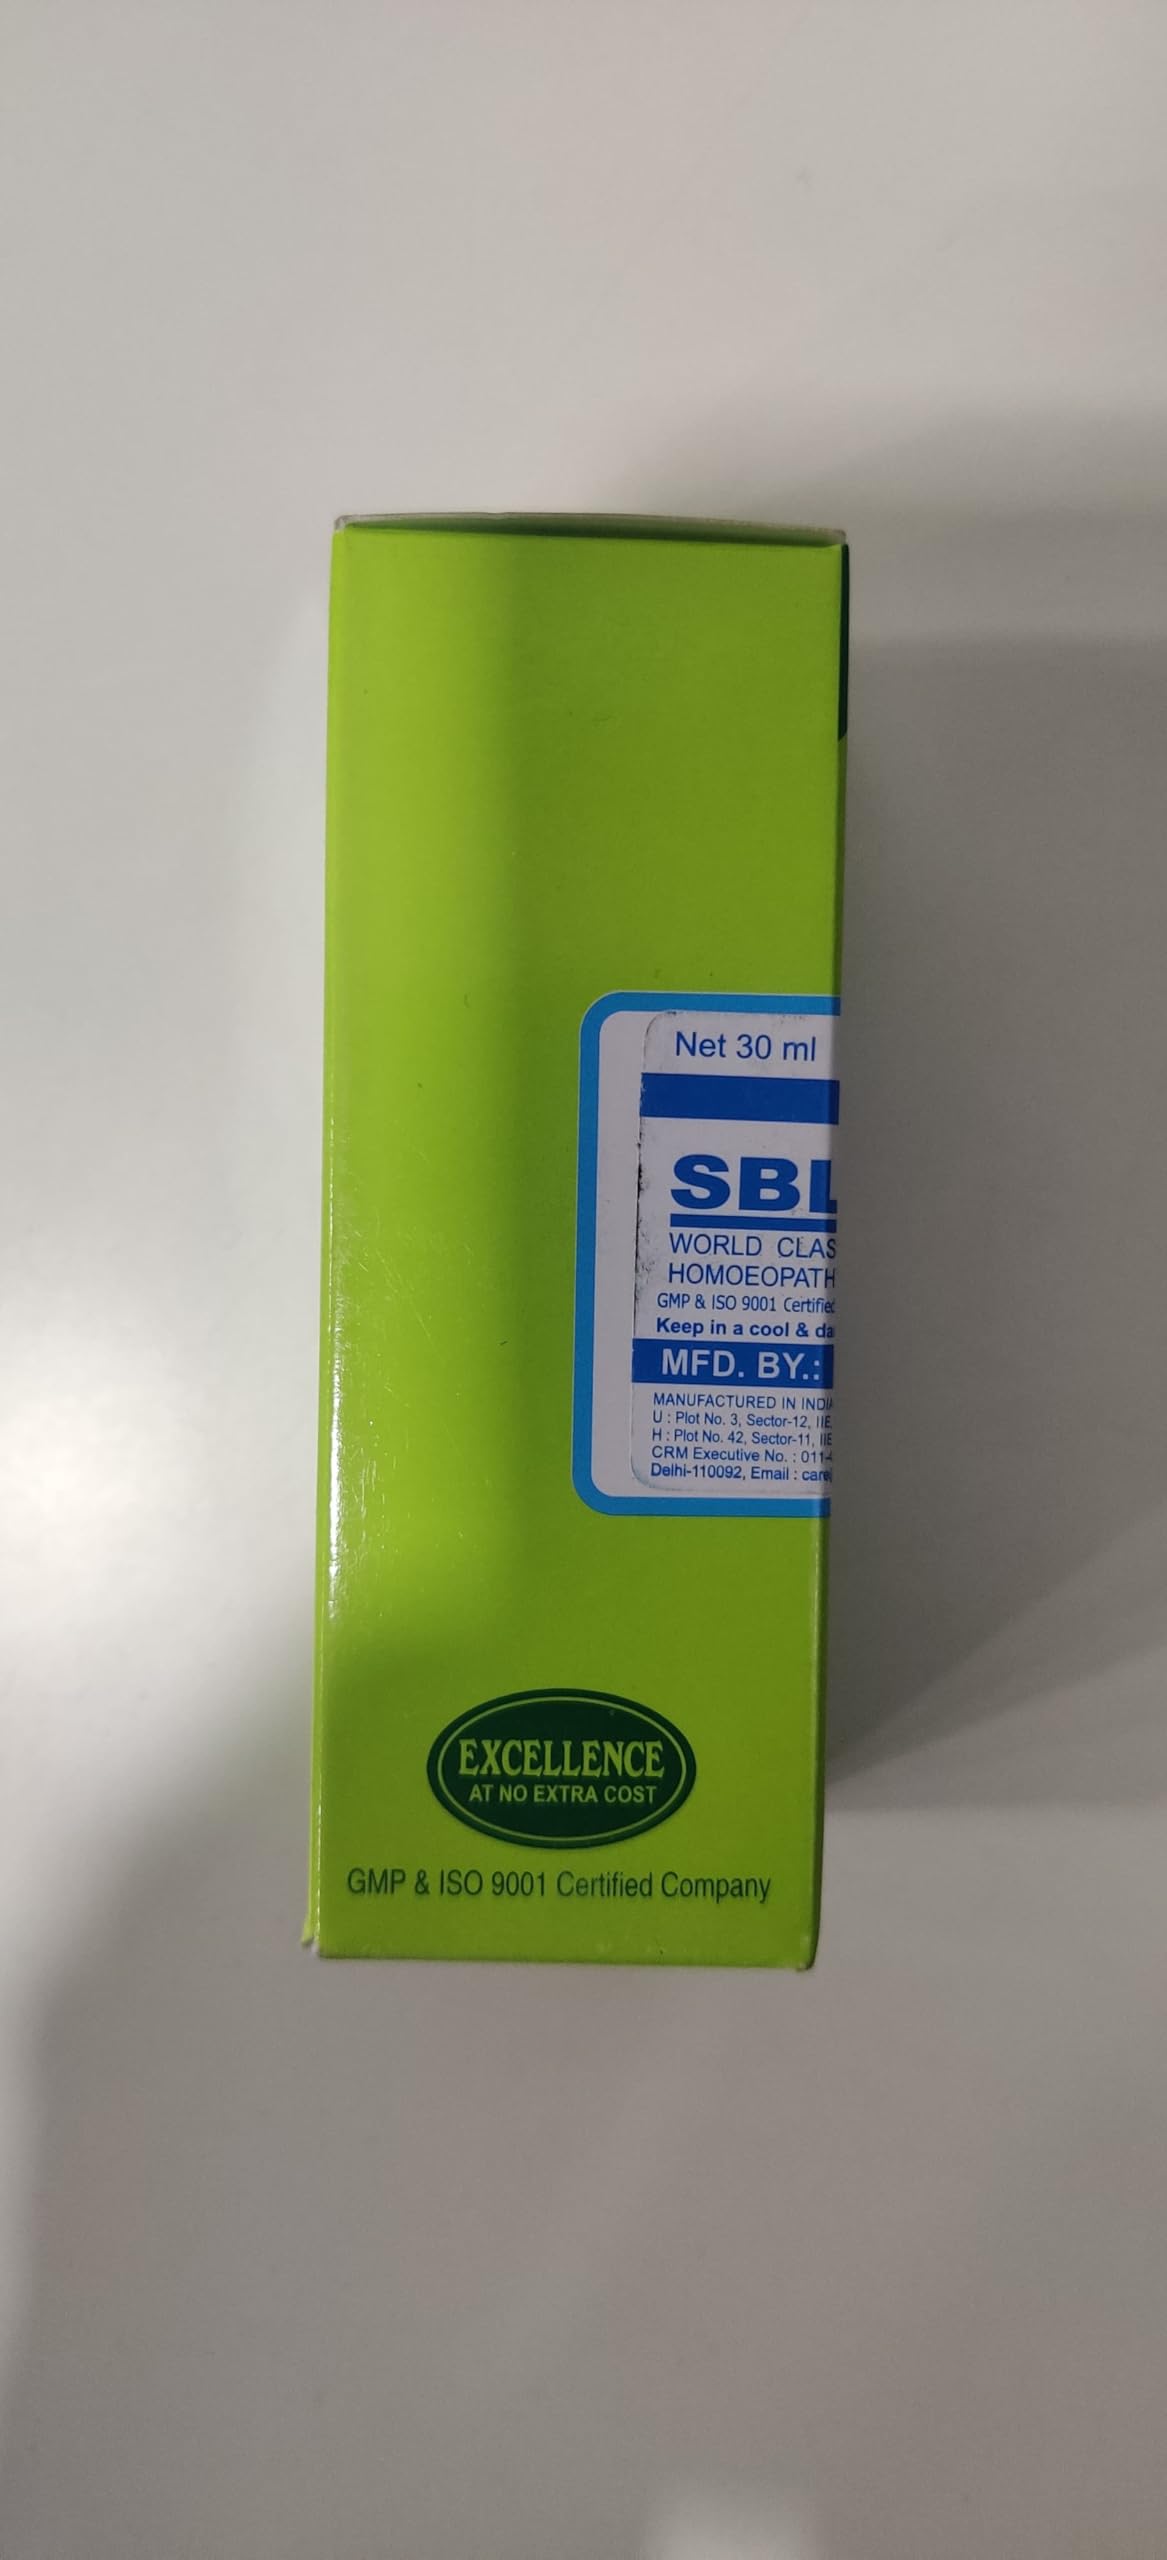 Net 30 ml
SBL
WORLD CLAS
HOMOEOPATH
GMP & ISO 9001 Certified
Keep in a cool & da
MFD. BY.:
MANUFACTURED IN INDIA
U : Plot No. 3, Sector-12, IIE,
H : Plot No. 42, Sector-11, IIE
CRM Executive No. : 011-4
Delhi-110092, Email : care
EXCELLENCE
AT NO EXTRA COST
GMP & ISO 9001 Certified Company